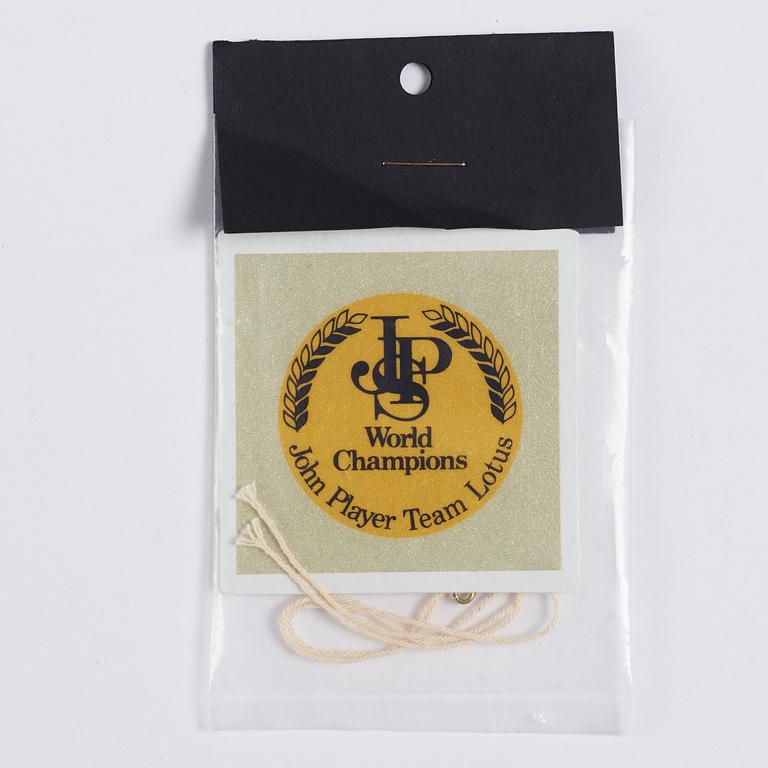 JPS
World
Champions
John Player Team Lotus